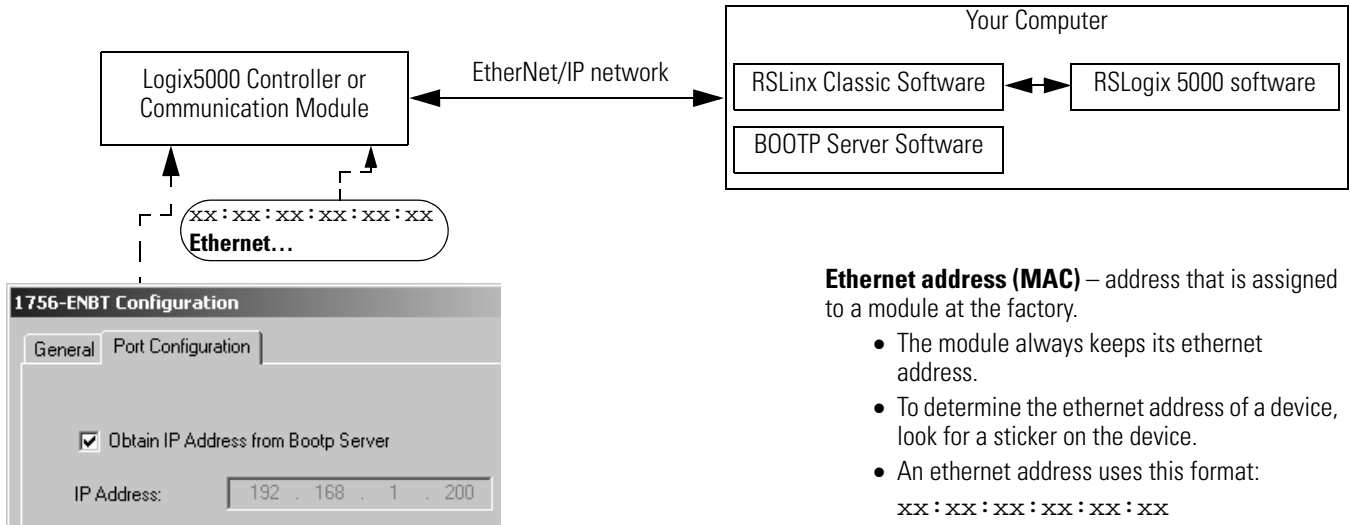 Your Computer
Logix5000 Controller or
Communication Module
EtherNet/IP network
RSLinx Classic Software
RSLogix 5000 software
BOOTP Server Software
xx:xx:xx:xx:xx:xx
Ethernet...
1756-ENBT Configuration
General
Port Configuration
Obtain IP Address from Bootp Server
IP Address:
192 . 168 . 1 . 200
Ethernet address (MAC) – address that is assigned
to a module at the factory.
• The module always keeps its ethernet
address.
• To determine the ethernet address of a device,
look for a sticker on the device.
• An ethernet address uses this format:
xx:xx:xx:xx:xx:xx